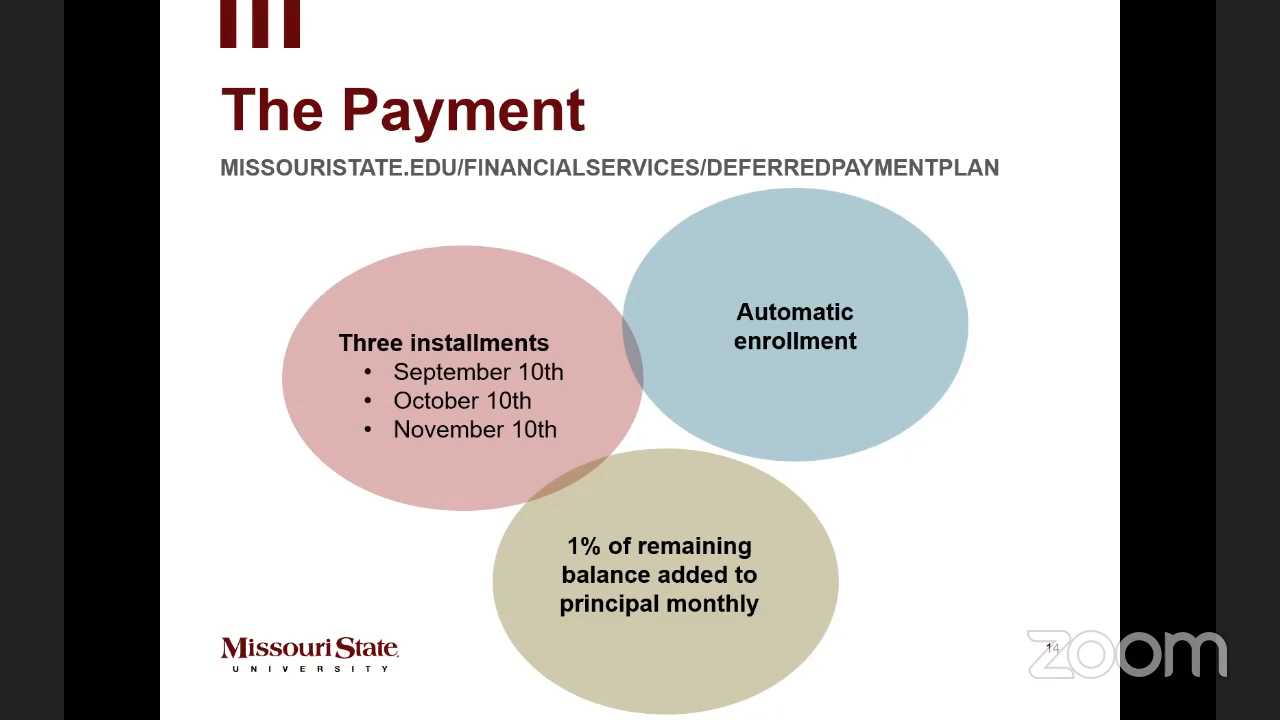 The Payment
MISSOURISTATE.EDU/FINANCIALSERVICES/DEFERREDPAYMENTPLAN
Automatic
enrollment
Three installments
• September 10th
• October 10th
• November 10th
1% of remaining
balance added to
principal monthly
Missouri State
UNIVERSITY
14
zoom